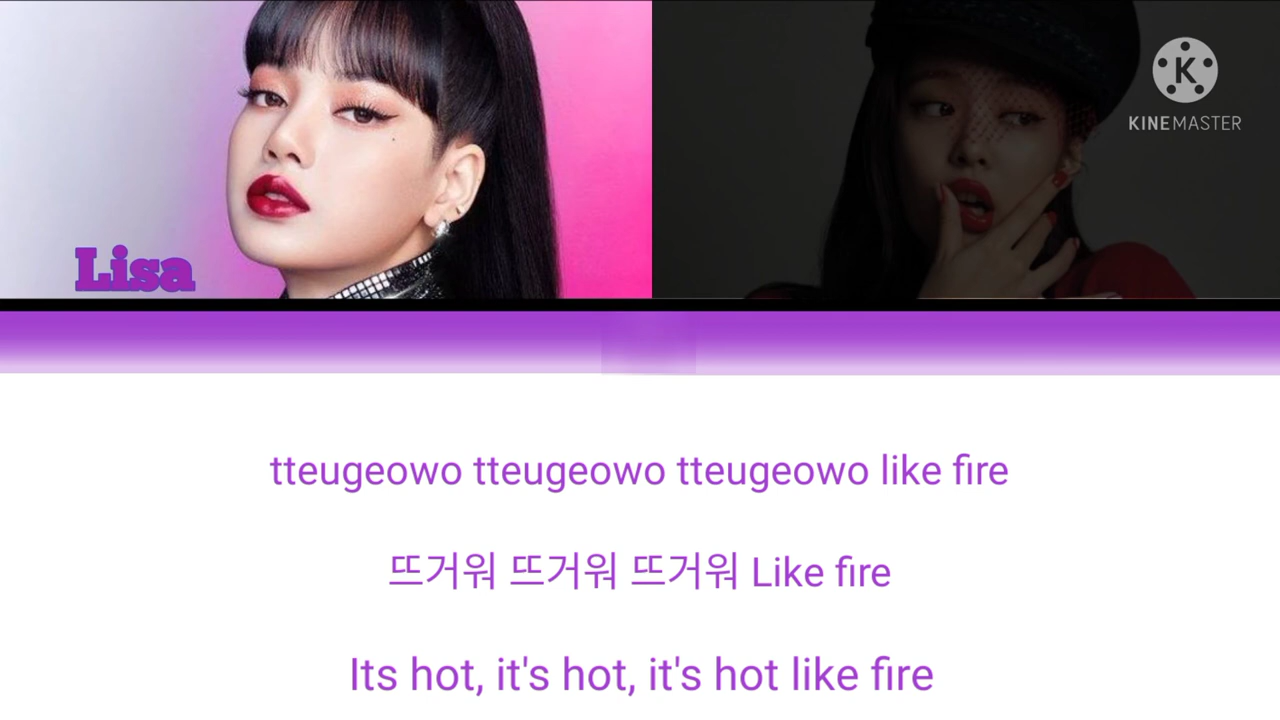 K
KINEMASTER
Lisa
tteugeowo tteugeowo tteugeowo like fire
뜨거워 뜨거워 뜨거워 Like fire
Its hot, it's hot, it's hot like fire